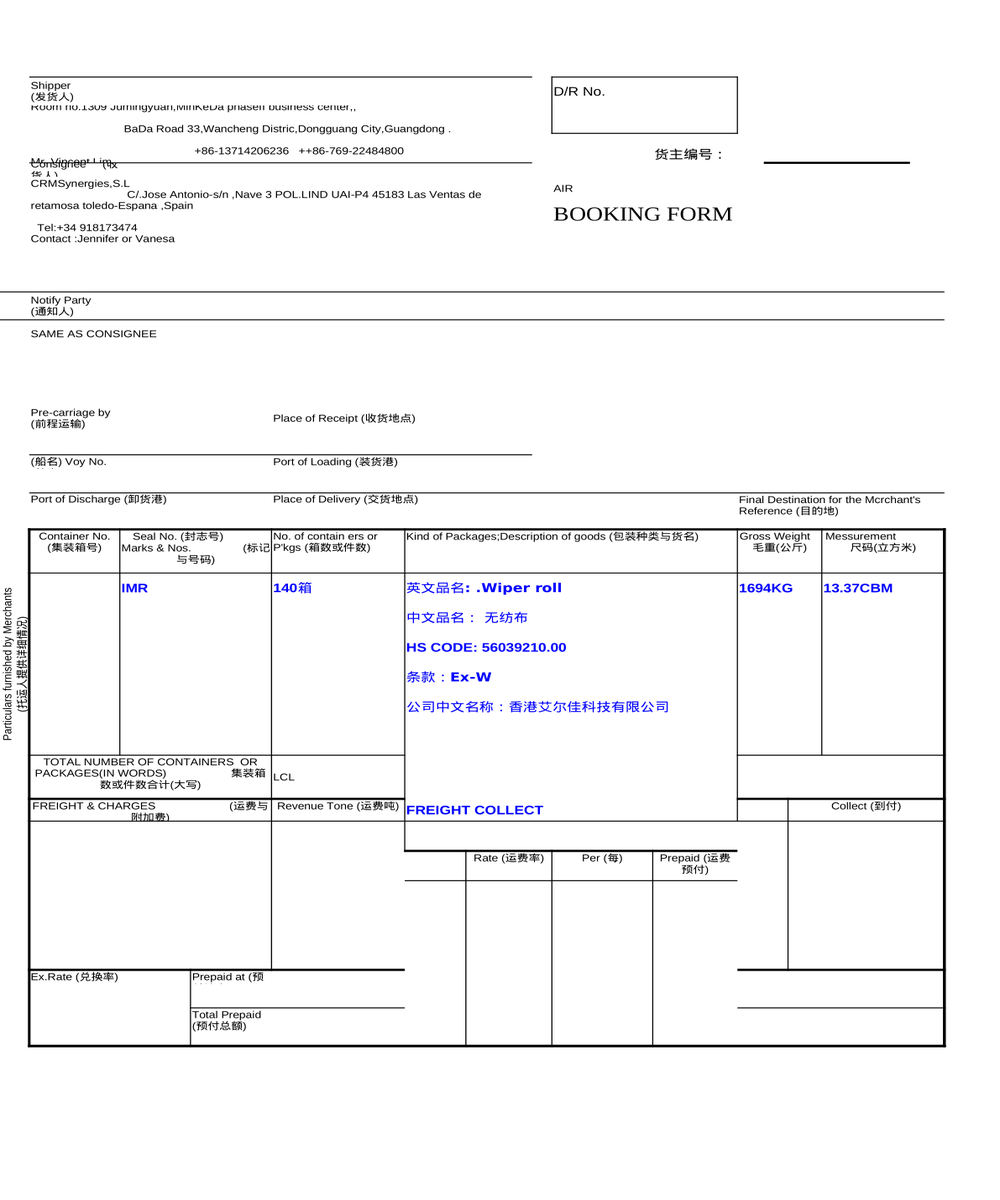 Shipper
(发货人)
Room no.1309 Jumingyuan,MinKeDa phaseII business center,,
BaDa Road 33,Wancheng Distric,Dongguang City,Guangdong .
+86-13714206236 ++86-769-22484800
Mr. Vincent Lim
Consignee (收
货人)
CRMSynergies,S.L
C/.Jose Antonio-s/n ,Nave 3 POL.LIND UAI-P4 45183 Las Ventas de
retamosa toledo-Espana ,Spain
Tel:+34 918173474
Contact :Jennifer or Vanesa
D/R No.
货主编号：
AIR
BOOKING FORM
Notify Party
(通知人)
SAME AS CONSIGNEE
Pre-carriage by
(前程运输)
Place of Receipt (收货地点)
(船名) Voy No.
Port of Loading (装货港)
Port of Discharge (卸货港)
Place of Delivery (交货地点)
Final Destination for the Mcrchant's
Reference (目的地)
Particulars furnished by Merchants
(托运人提供详细情况)
Container No.
(集装箱号)
Seal No. (封志号)
Marks & Nos. (标记
与号码)
No. of contain ers or
P'kgs (箱数或件数)
Kind of Packages;Description of goods (包装种类与货名)
Gross Weight
毛重(公斤)
Messurement
尺码(立方米)
IMR
140箱
英文品名: .Wiper roll
中文品名： 无纺布
HS CODE: 56039210.00
条款：Ex-W
公司中文名称：香港艾尔佳科技有限公司
1694KG
13.37CBM
TOTAL NUMBER OF CONTAINERS OR
PACKAGES(IN WORDS) 集装箱
数或件数合计(大写)
LCL
FREIGHT & CHARGES (运费与
附加费)
Revenue Tone (运费吨)
FREIGHT COLLECT
Collect (到付)
Rate (运费率)
Per (每)
Prepaid (运费
预付)
Ex.Rate (兑换率)
Prepaid at (预
Total Prepaid
(预付总额)